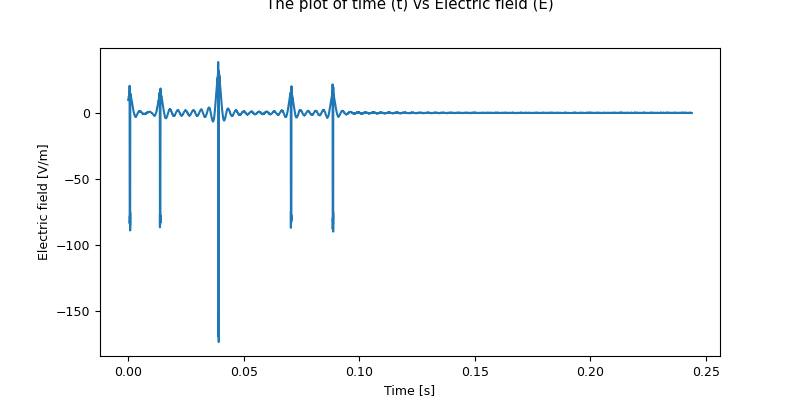 The plot of time (t) vs Electric field (E)
Electric field [V/m]
0
−50
−100
−150
0.00 0.05 0.10 0.15 0.20 0.25
Time [s]